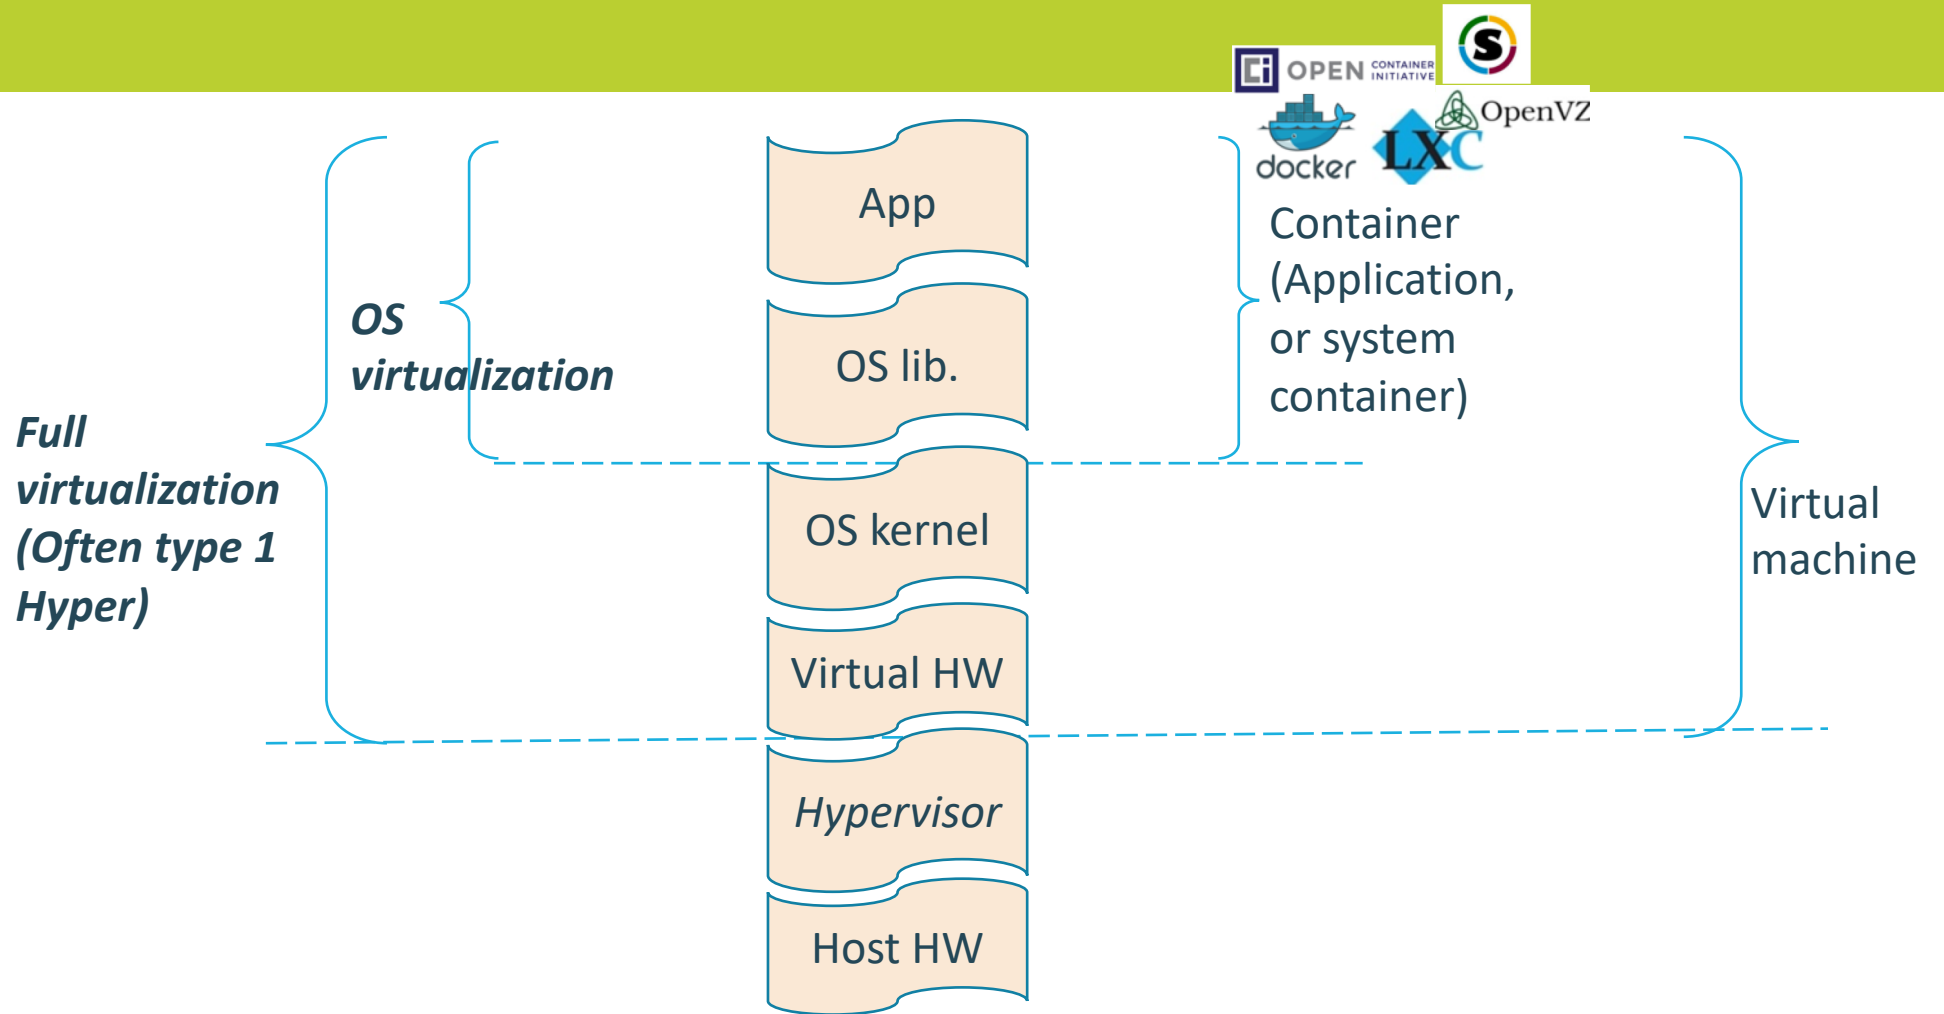 OPEN CONTAINER INITIATIVE
S
docker
LXC
OpenVZ
App
OS lib.
OS kernel
Virtual HW
Hypervisor
Host HW
OS
virtualization
Full
virtualization
(Often type 1
Hyper)
Container
(Application,
or system
container)
Virtual
machine